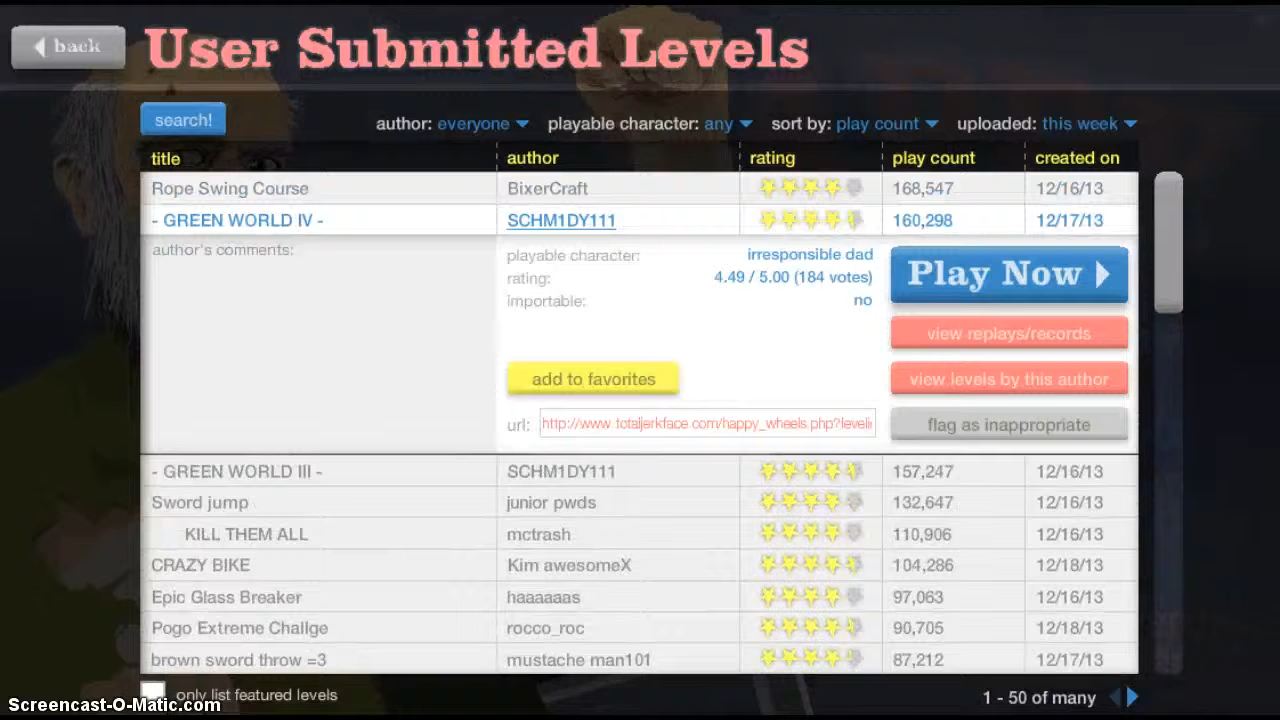 back
User Submitted Levels
search!
author: everyone playable character: any sort by: play count uploaded: this week
title author rating play count created on
Rope Swing Course BixerCraft 168,547 12/16/13
- GREEN WORLD IV - SCHM1DY111 160,298 12/17/13
author's comments:
playable character: irresponsible dad
rating: 4.49 / 5.00 (184 votes)
importable: no
Play Now
view replays/records
add to favorites
view levels by this author
url: http://www.totaljerkface.com/happy_wheels.php?leveli
flag as inappropriate
- GREEN WORLD III - SCHM1DY111 157,247 12/16/13
Sword jump junior pwds 132,647 12/16/13
KILL THEM ALL mctrash 110,906 12/16/13
CRAZY BIKE Kim awesomeX 104,286 12/18/13
Epic Glass Breaker haaaaaas 97,063 12/16/13
Pogo Extreme Challge rocco_roc 90,705 12/18/13
brown sword throw =3 mustache man101 87,212 12/17/13
only list featured levels
1 - 50 of many
Screencast-O-Matic.com